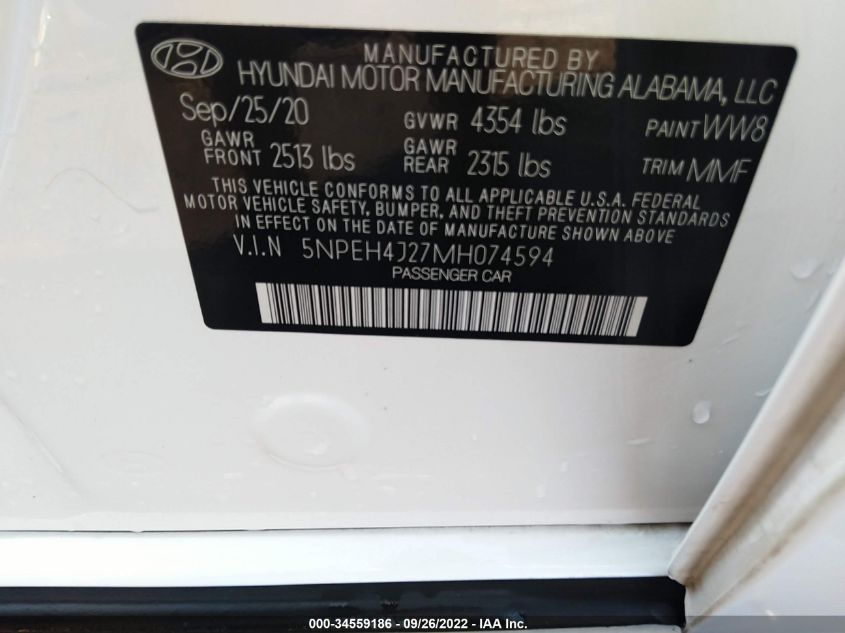 MANUFACTURED BY
HYUNDAI MOTOR MANUFACTURING ALABAMA, LLC
Sep/25/20 GVWR 4354 lbs PAINT WW8
GAWR FRONT 2513 lbs GAWR REAR 2315 lbs TRIM MMF
THIS VEHICLE CONFORMS TO ALL APPLICABLE U.S.A. FEDERAL
MOTOR VEHICLE SAFETY, BUMPER, AND THEFT PREVENTION STANDARDS
IN EFFECT ON THE DATE OF MANUFACTURE SHOWN ABOVE
V.I.N 5NPEH4J27MH074594
PASSENGER CAR
000-34559186 - 09/26/2022 - IAA Inc.